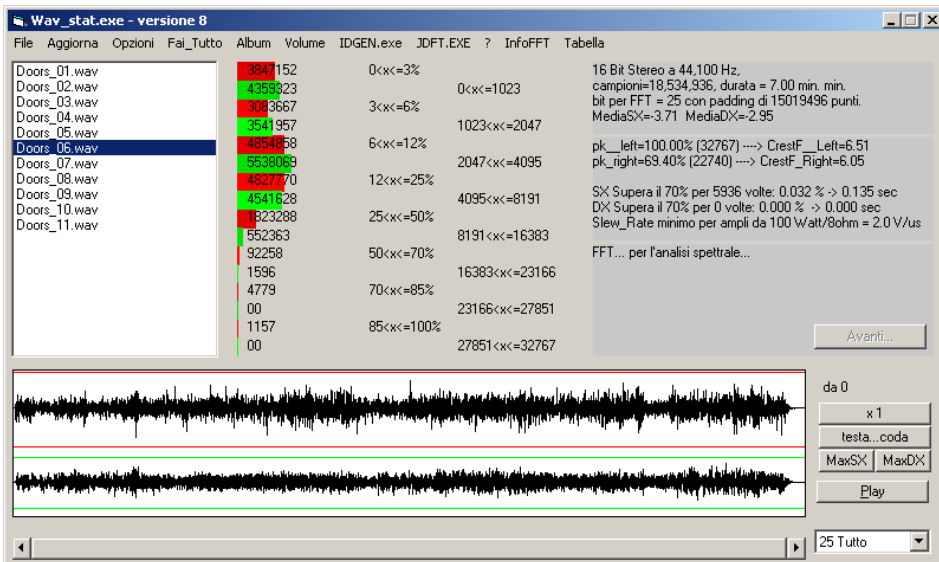 Wav_stat.exe - versione 8
File Aggiorna Opzioni Fai_Tutto Album Volume IDGEN.exe JDFT.EXE ? InfoFFT Tabella
Doors_01.wav
Doors_02.wav
Doors_03.wav
Doors_04.wav
Doors_05.wav
Doors_06.wav
Doors_07.wav
Doors_08.wav
Doors_09.wav
Doors_10.wav
Doors_11.wav
3847152 0<x<=3%
4359323 0<x<=1023
3083667 3<x<=6%
3541957 1023<x<=2047
4854858 6<x<=12%
5538069 2047<x<=4095
4827770 12<x<=25%
4541628 4095<x<=8191
1823288 25<x<=50%
552363 8191<x<=16383
92258 50<x<=70%
1596 16383<x<=23166
4779 70<x<=85%
00 23166<x<=27851
1157 85<x<=100%
00 27851<x<=32767
16 Bit Stereo a 44,100 Hz,
campioni=18,534,936, durata = 7.00 min. min.
bit per FFT = 25 con padding di 15019496 punti.
MediaSX=-3.71 MediaDX=-2.95
pk__left=100.00% (32767) ----> CrestF__Left=6.51
pk_right=69.40% (22740) ----> CrestF_Right=6.05
SX Supera il 70% per 5936 volte: 0.032 % -> 0.135 sec
DX Supera il 70% per 0 volte: 0.000 % -> 0.000 sec
Slew_Rate minimo per ampli da 100 Watt/8ohm = 2.0 V/us
FFT... per l'analisi spettrale...
Avanti...
da 0
x 1
testa...coda
MaxSX MaxDX
Play
25 Tutto